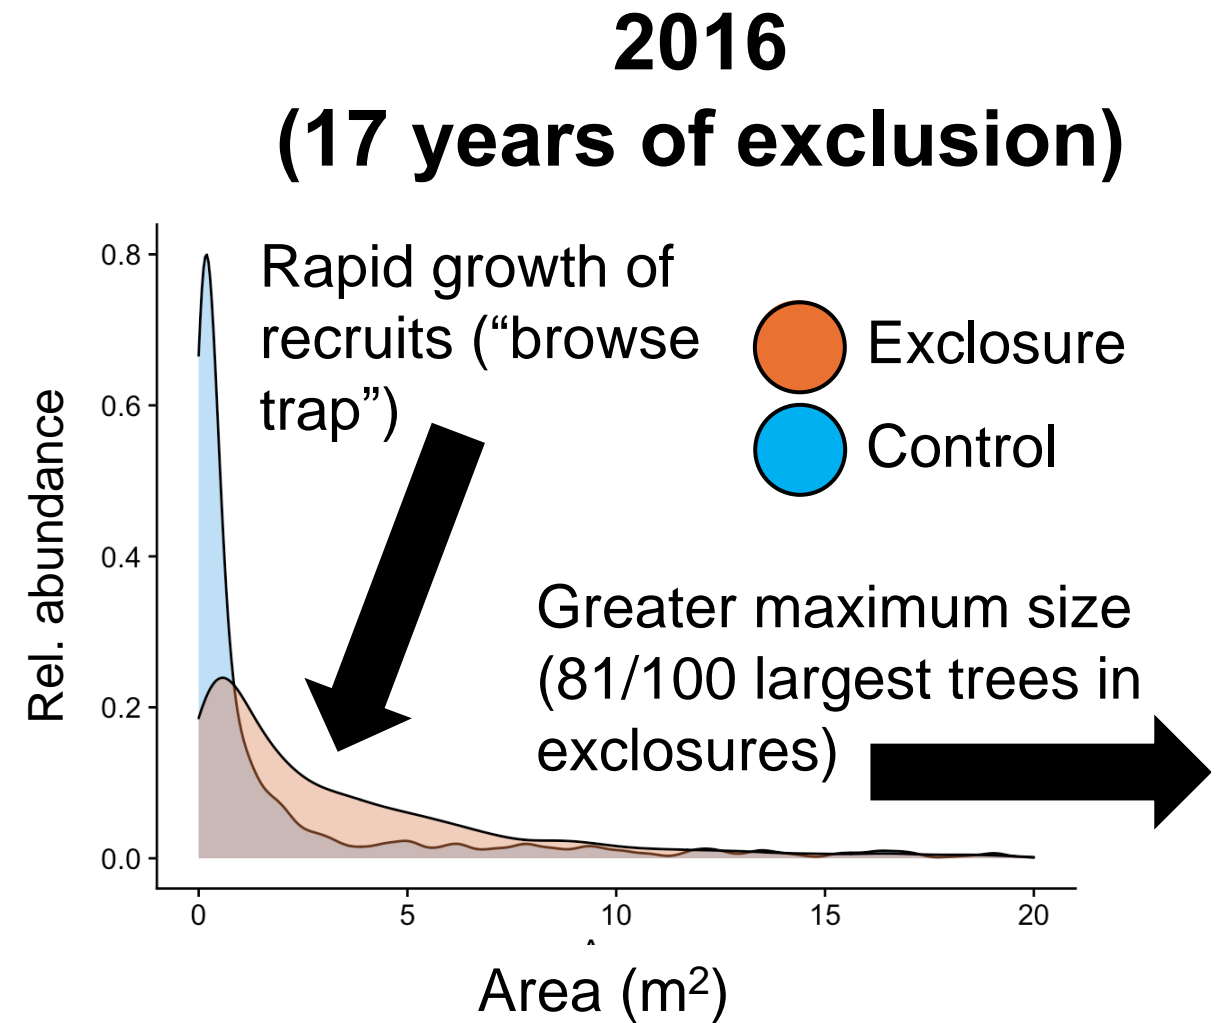 2016
(17 years of exclusion)
Rapid growth of
recruits (“browse
trap”)
Exclosure
Control
Greater maximum size
(81/100 largest trees in
exclosures)
Rel. abundance
0.8
0.6
0.4
0.2
0.0
0
5
10
15
20
Area (m²)